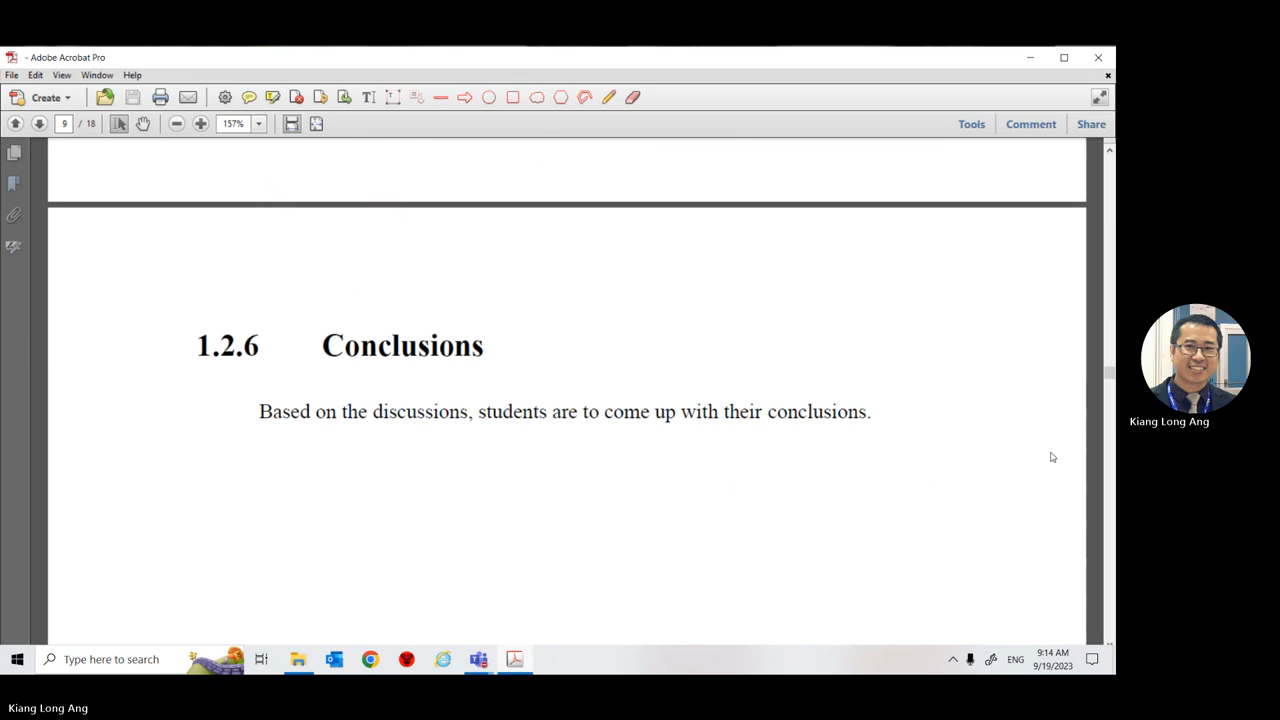 - Adobe Acrobat Pro
File Edit View Window Help
Create
9 / 18 157% Tools Comment Share
1.2.6 Conclusions
Based on the discussions, students are to come up with their conclusions.
Kiang Long Ang
Type here to search
ENG
9:14 AM
9/19/2023
Kiang Long Ang